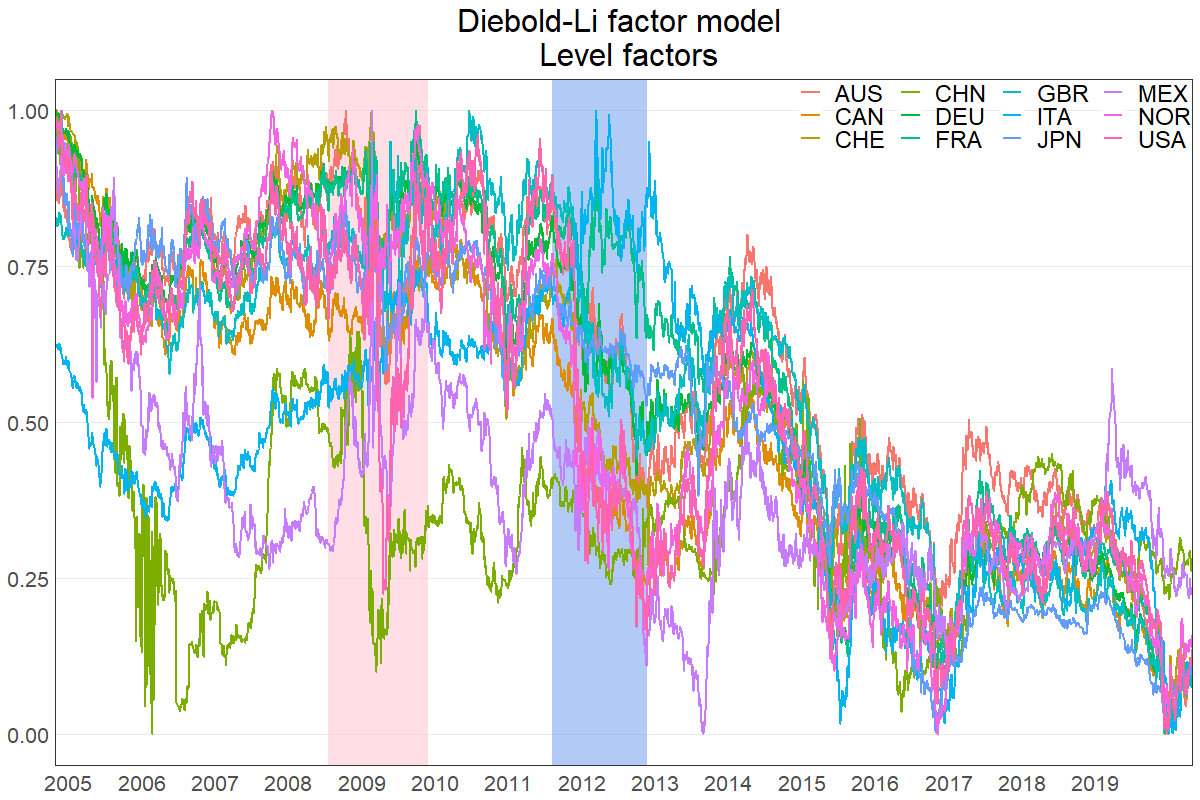 Diebold-Li factor model
Level factors
AUS CHN GBR MEX
CAN DEU ITA NOR
CHE FRA JPN USA
1.00
0.75
0.50
0.25
0.00
2005 2006 2007 2008 2009 2010 2011 2012 2013 2014 2015 2016 2017 2018 2019